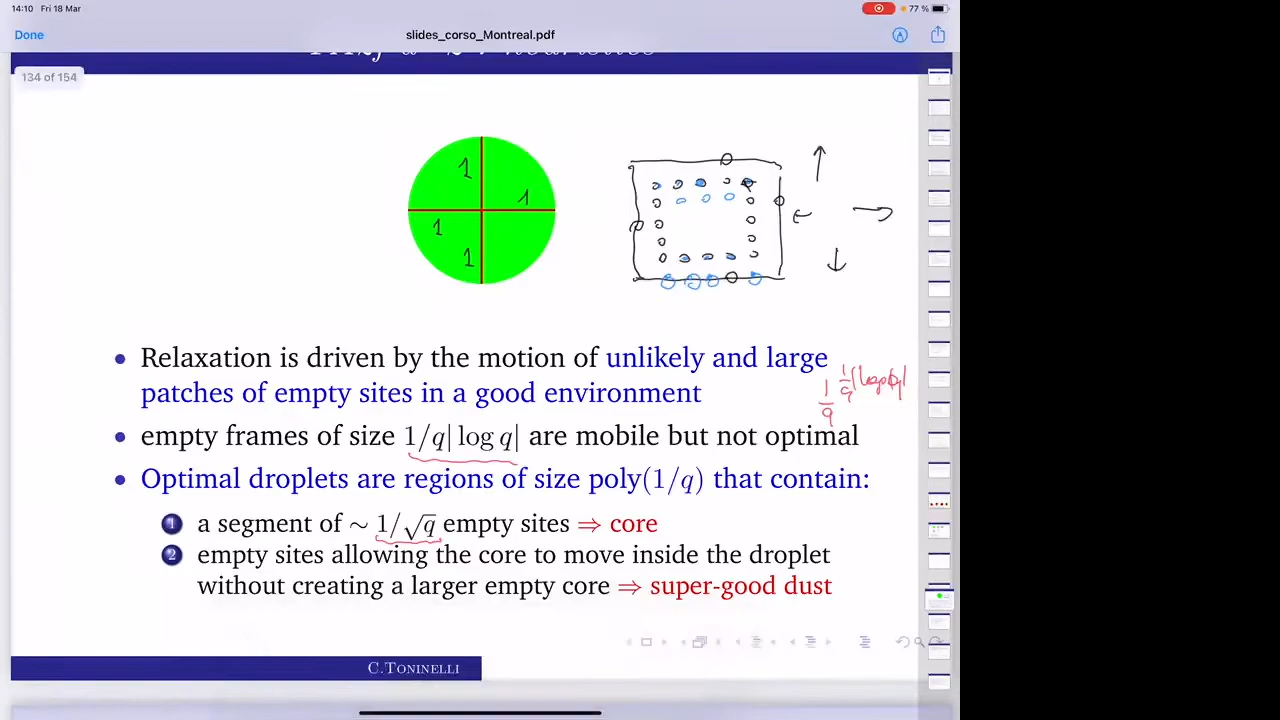 14:10 Fri 18 Mar
77 %
Done
slides_corso_Montreal.pdf
134 of 154
1
1
1
1
• Relaxation is driven by the motion of unlikely and large
patches of empty sites in a good environment
• empty frames of size 1/q| log q| are mobile but not optimal
• Optimal droplets are regions of size poly(1/q) that contain:
1 a segment of ∼ 1/√q empty sites ⇒ core
2 empty sites allowing the core to move inside the droplet
without creating a larger empty core ⇒ super-good dust
C.Toninelli